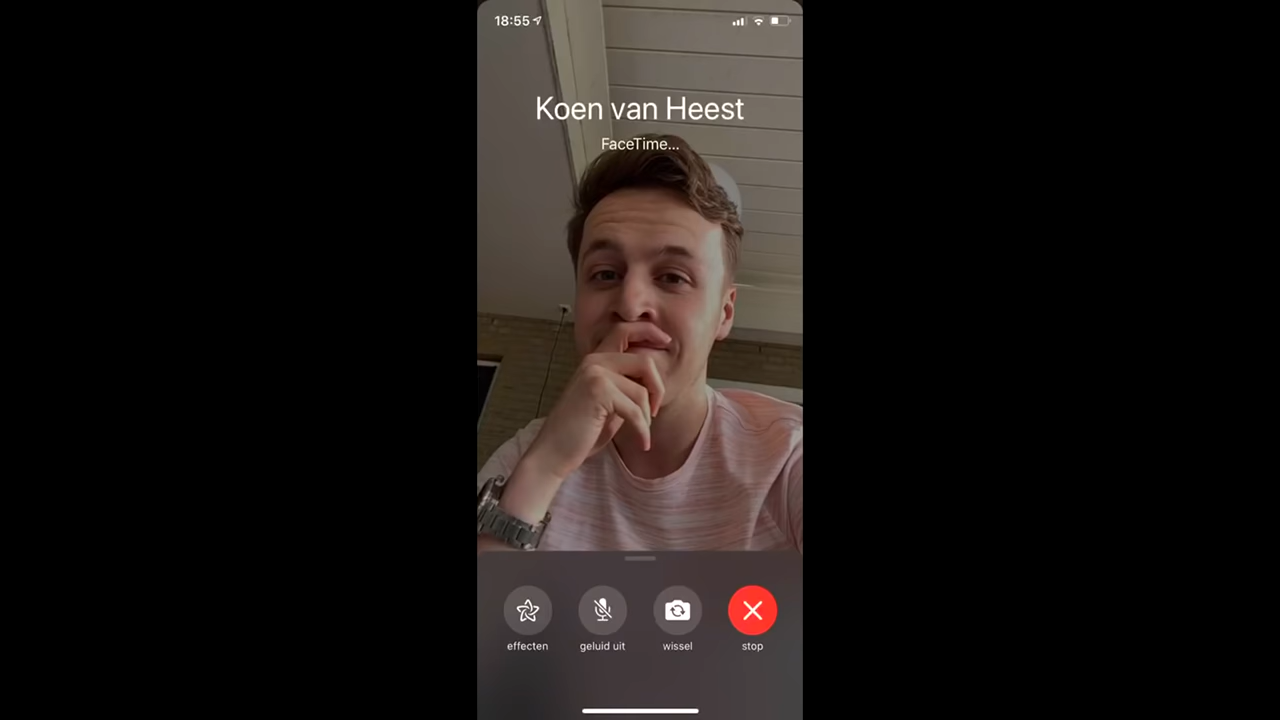 18:55
Koen van Heest
FaceTime...
effecten
geluid uit
wissel
stop